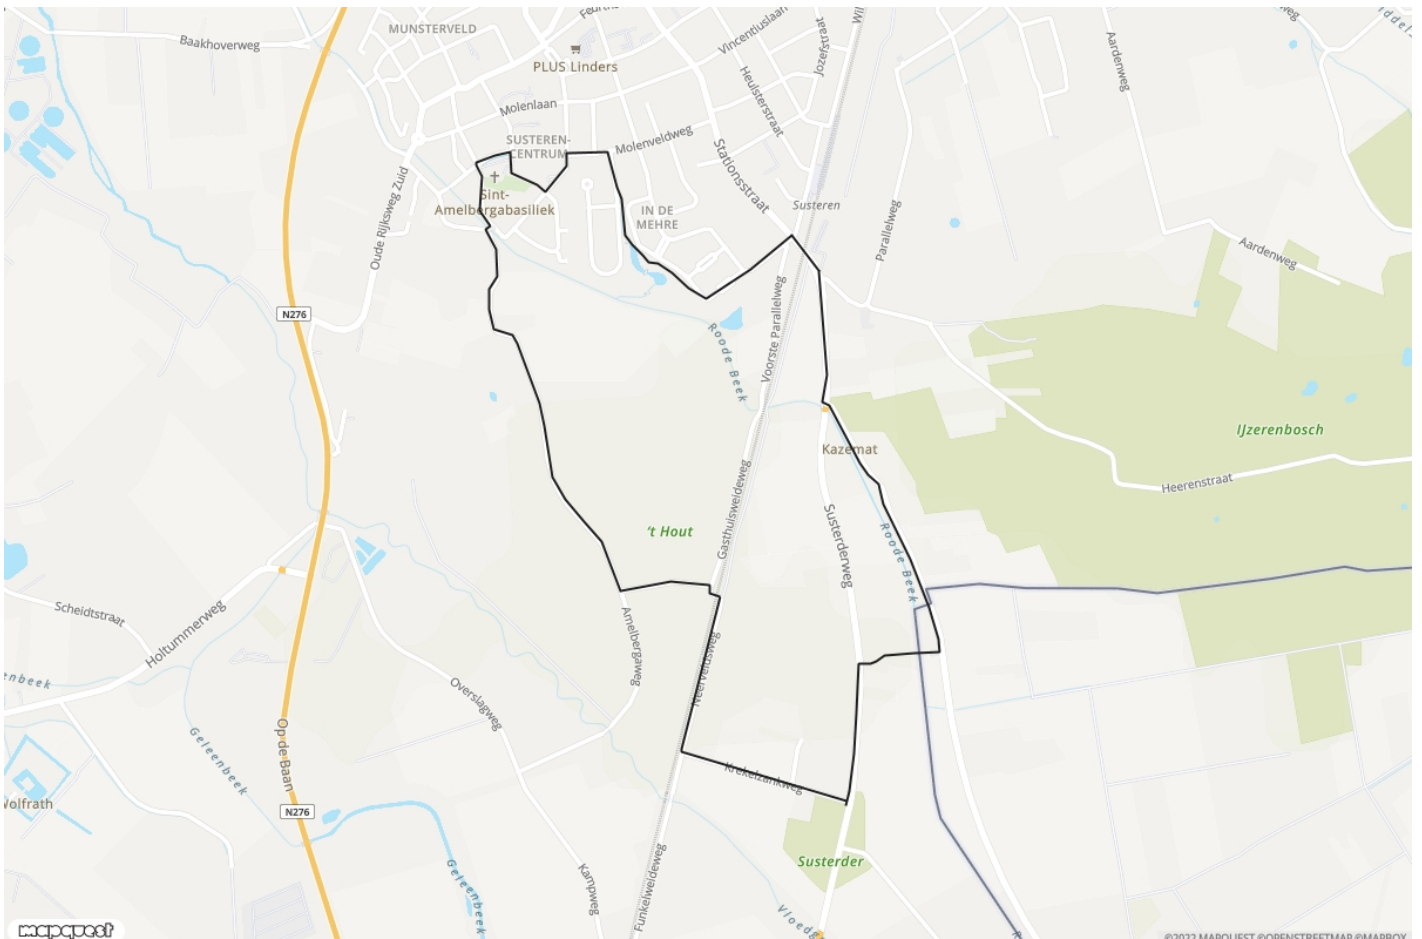 MUNSTERVELD
Baakhoverweg
Vincentiuslaan
Jozefstraat
Aardenweg
PLUS Linders
Heulsterstraat
Molenlaan
SUSTEREN-
CENTRUM
Molenveldweg
Stationsstraat
Oude Rijksweg Zuid
Sint-
Amelbergabasiliek
IN DE
MEHRE
Susteren
Parallelweg
Aardenweg
N276
Voorste Parallelweg
Roode Beek
Kazemat
IJzerenbosch
Heerenstraat
Gasthuisweideweg
't Hout
Susterderweg
Roode Beek
Scheidtstraat
Holtummerweg
Amelbergaweg
Neerveldsweg
Overslagweg
Geleenbeek
Op de Baan
Krekelzankweg
N276
Susterder
Kampweg
Funkelweideweg
Geleenbeek
mapquest
©2022 MAPQUEST ©OPENSTREETMAP ©MAPBOX